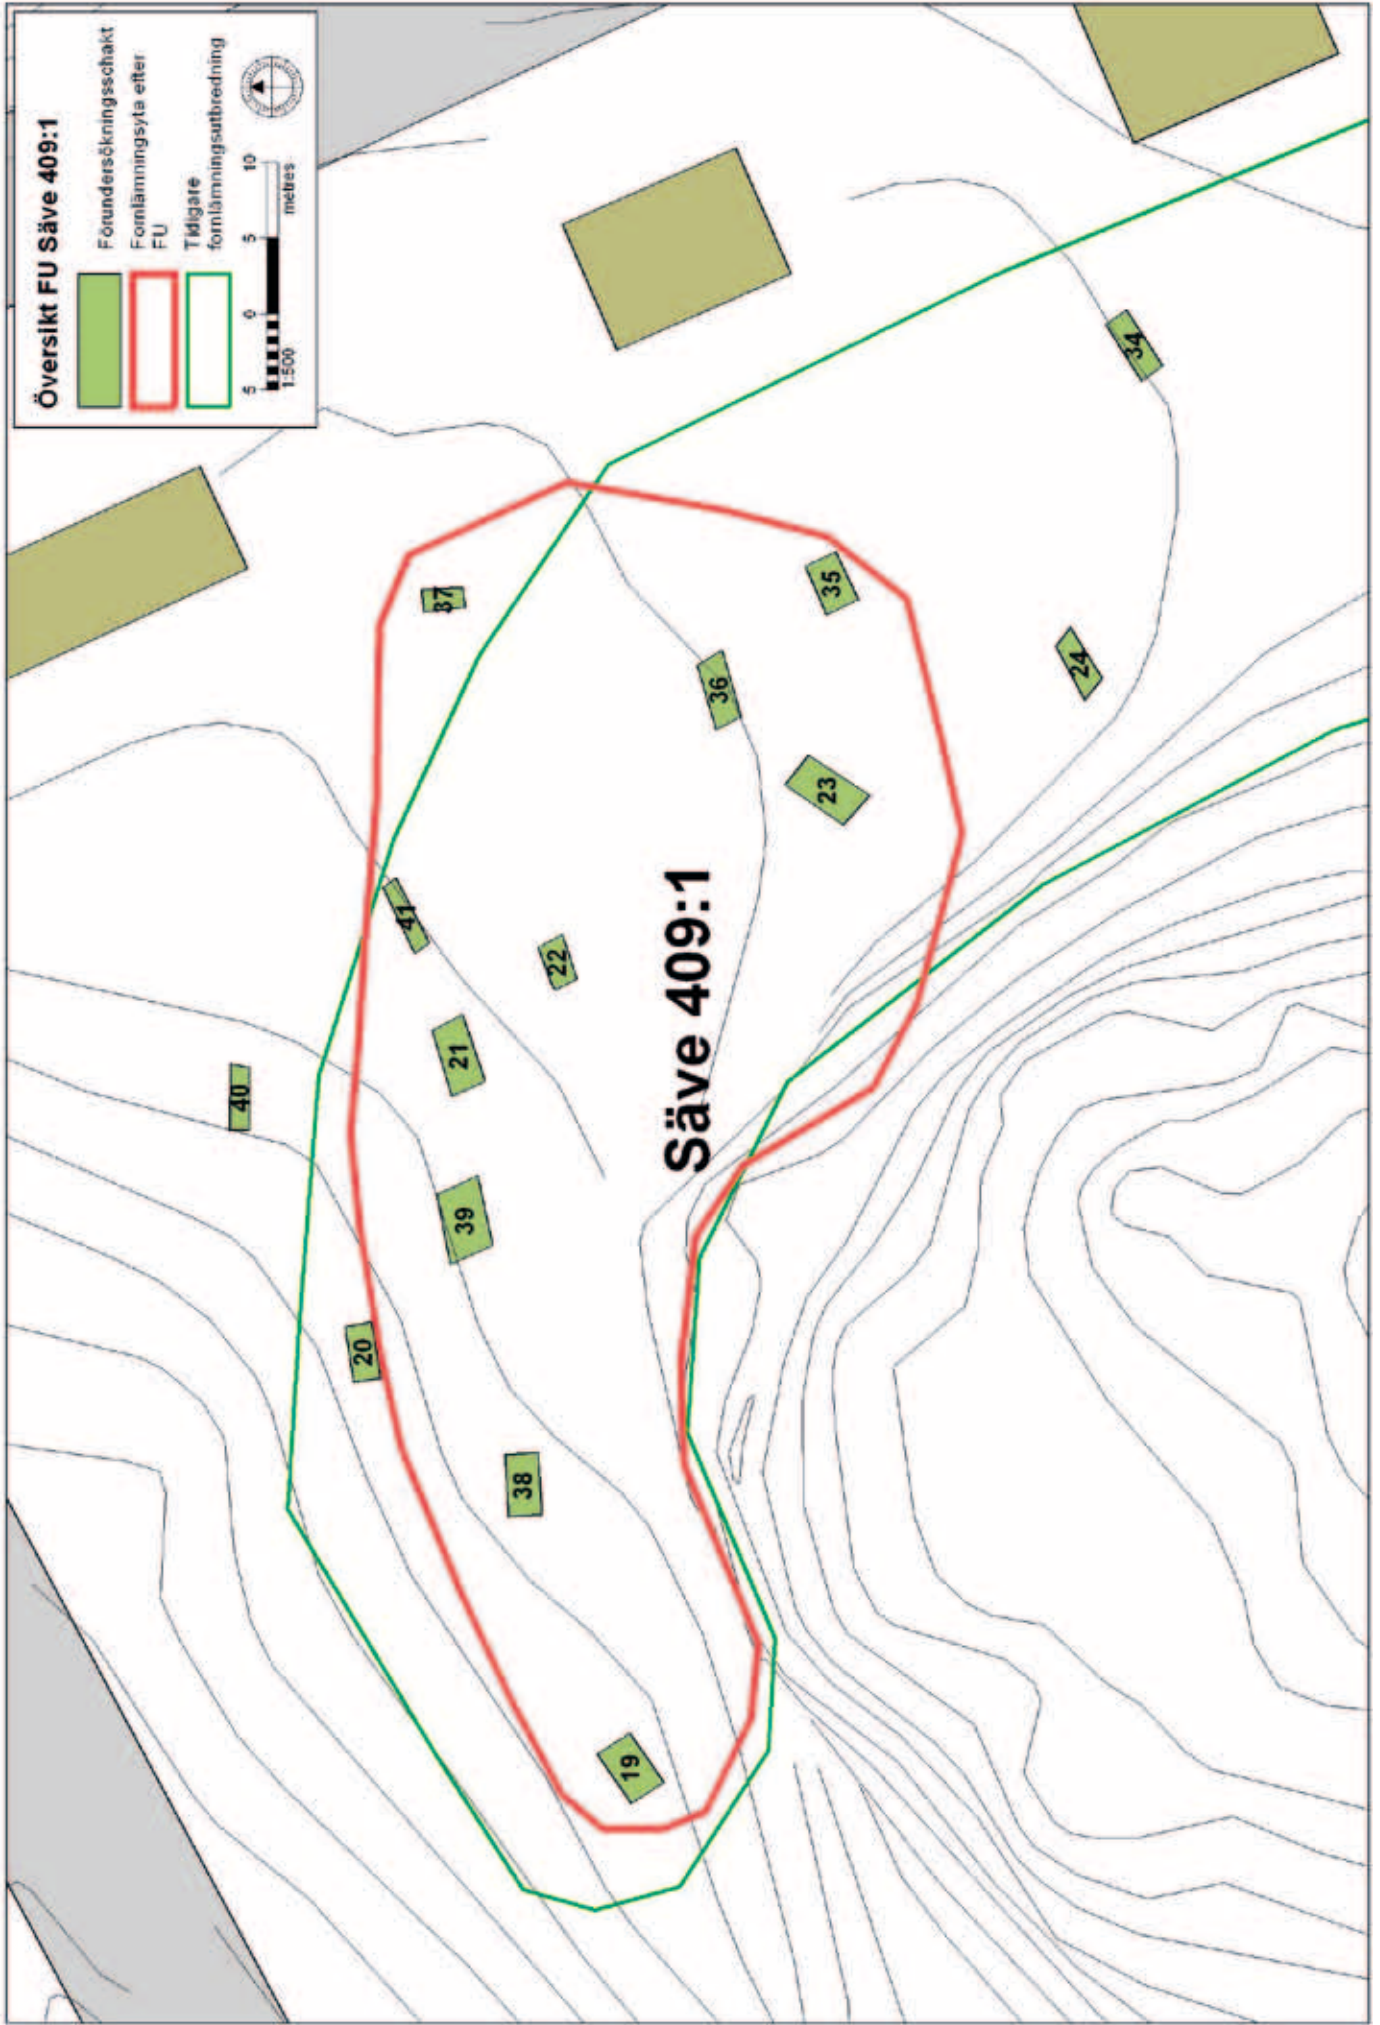 Översikt FU Säve 409:1
Förundersökningsschakt
Fornlämningsyta efter
FU
Tidigare
fornlämningsutbredning
5 0 5 10
1:500 metres
37
35
34
36
24
23
41
22
21
40
Säve 409:1
39
20
38
19